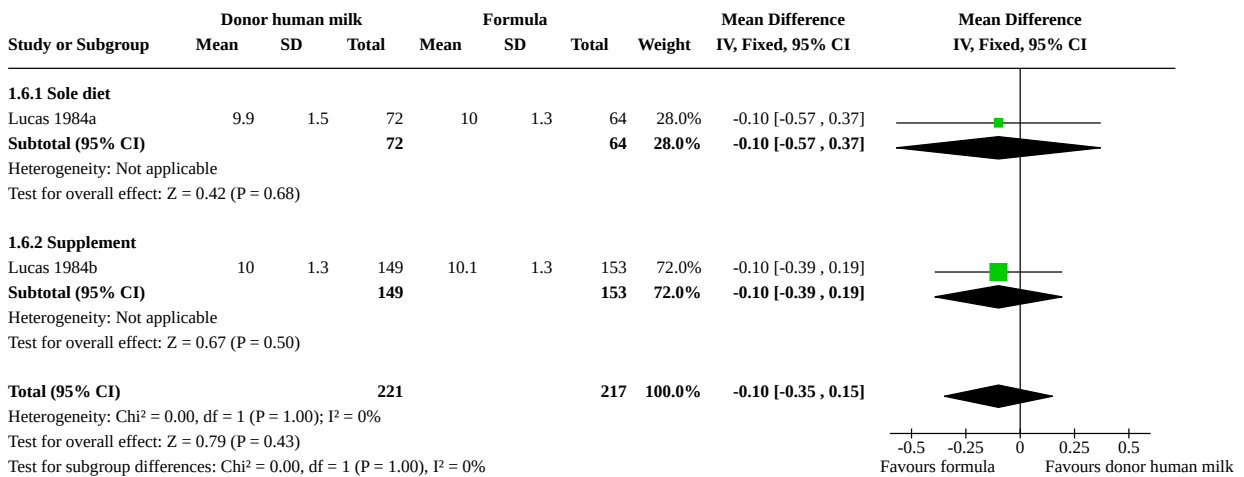 Donor human milk Formula Mean Difference Mean Difference
Study or Subgroup Mean SD Total Mean SD Total Weight IV, Fixed, 95% CI IV, Fixed, 95% CI
1.6.1 Sole diet
Lucas 1984a 9.9 1.5 72 10 1.3 64 28.0% -0.10 [-0.57 , 0.37]
Subtotal (95% CI) 72 64 28.0% -0.10 [-0.57 , 0.37]
Heterogeneity: Not applicable
Test for overall effect: Z = 0.42 (P = 0.68)
1.6.2 Supplement
Lucas 1984b 10 1.3 149 10.1 1.3 153 72.0% -0.10 [-0.39 , 0.19]
Subtotal (95% CI) 149 153 72.0% -0.10 [-0.39 , 0.19]
Heterogeneity: Not applicable
Test for overall effect: Z = 0.67 (P = 0.50)
Total (95% CI) 221 217 100.0% -0.10 [-0.35 , 0.15]
Heterogeneity: Chi² = 0.00, df = 1 (P = 1.00); I² = 0%
Test for overall effect: Z = 0.79 (P = 0.43)
-0.5 -0.25 0 0.25 0.5
Test for subgroup differences: Chi² = 0.00, df = 1 (P = 1.00), I² = 0%
Favours formula Favours donor human milk